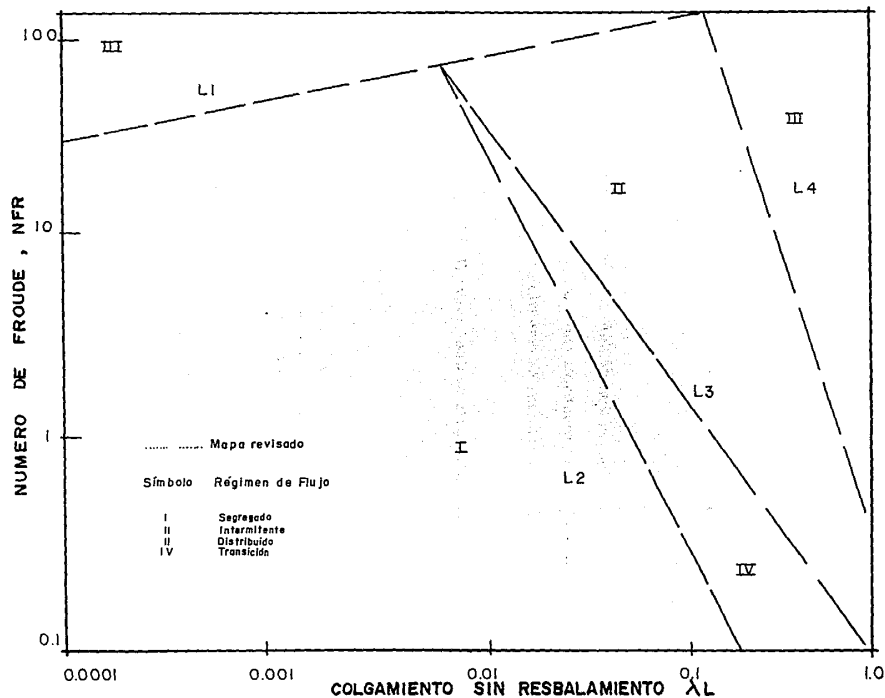 100
III
L1
III
II
L4
10
NUMERO DE FROUDE , NFR
L3
1
I
L2
IV
........ ........ Mapa revisado
Símbolo Régimen de Flujo
I Segregado
II Intermitente
II Distribuido
IV Transición
0.1
0.0001 0.001 0.01 0,1 1.0
COLGAMIENTO SIN RESBALAMIENTO λL